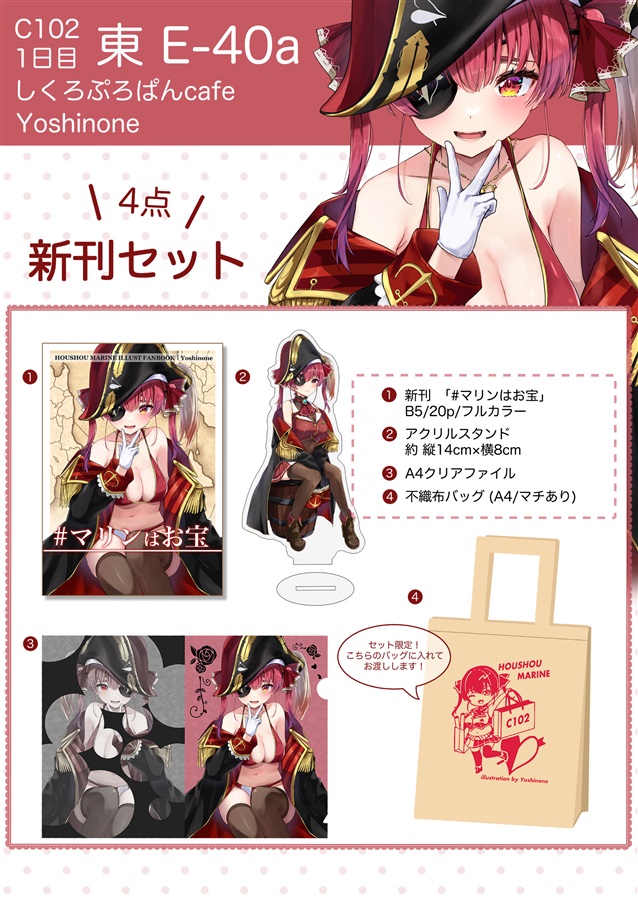 C102
1日目 東 E-40a
しくろぷろぱんcafe
Yoshinone
4点
新刊セット
1
HOUSHOU MARINE ILLUST FANBOOK | Yoshinone
#マリンはお宝
2
1 新刊 「#マリンはお宝」
B5/20p/フルカラー
2 アクリルスタンド
約 縦14cm×横8cm
3 A4クリアファイル
4 不織布バッグ (A4/マチあり)
3
セット限定!
こちらのバッグに入れて
お渡しします!
4
HOUSHOU
MARINE
C102
illustration by Yoshinone